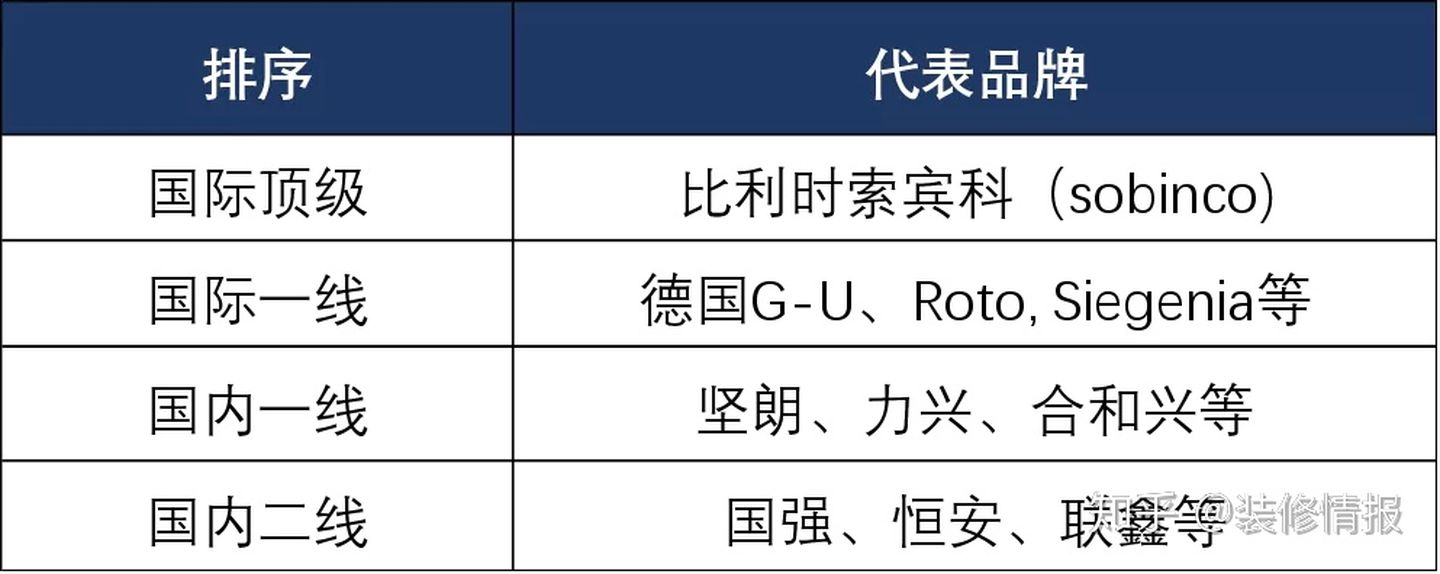 排序 代表品牌
国际顶级 比利时索宾科（sobinco)
国际一线 德国G-U、Roto, Siegenia等
国内一线 坚朗、力兴、合和兴等
国内二线 国强、恒安、联鑫等
知乎 @装修情报